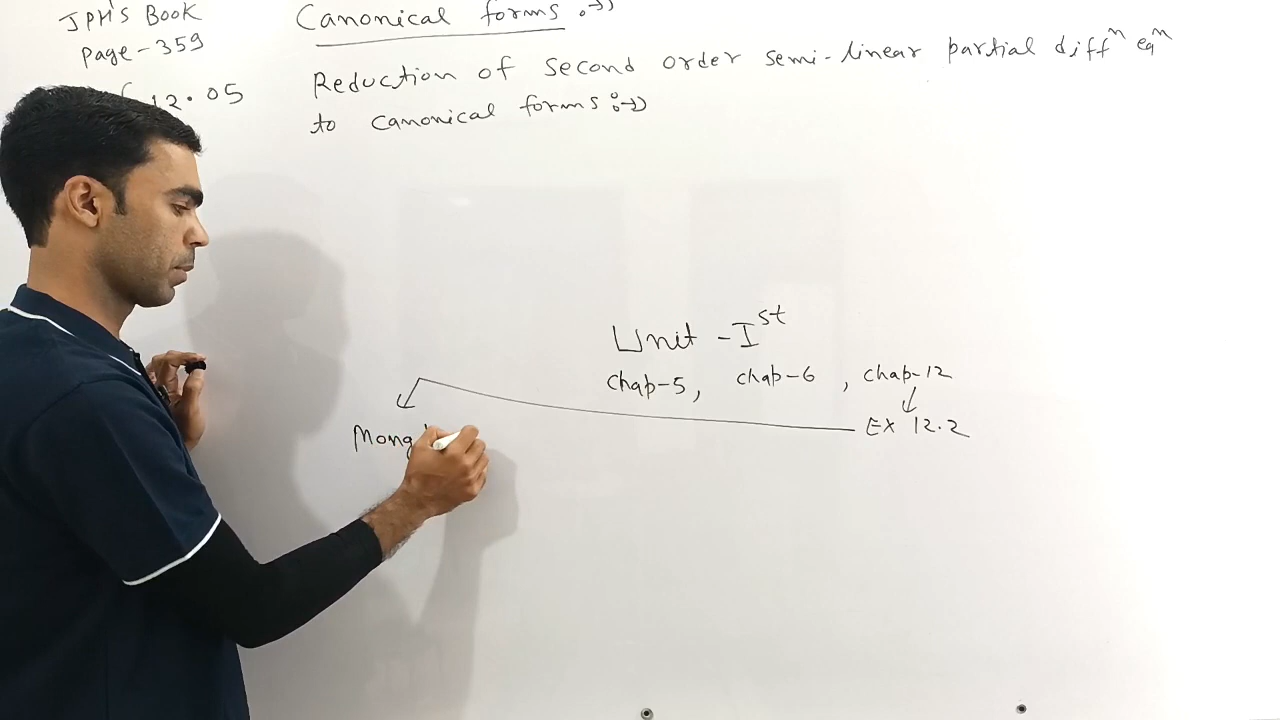 JPH'S Book
Page-359
12.05
Canonical forms :→
Reduction of second order semi-linear partial diffⁿ eqⁿ
to canonical forms :→
Unit - Iˢᵗ
Chap-5, chap-6, chap-12
↓
EX 12.2
Mong